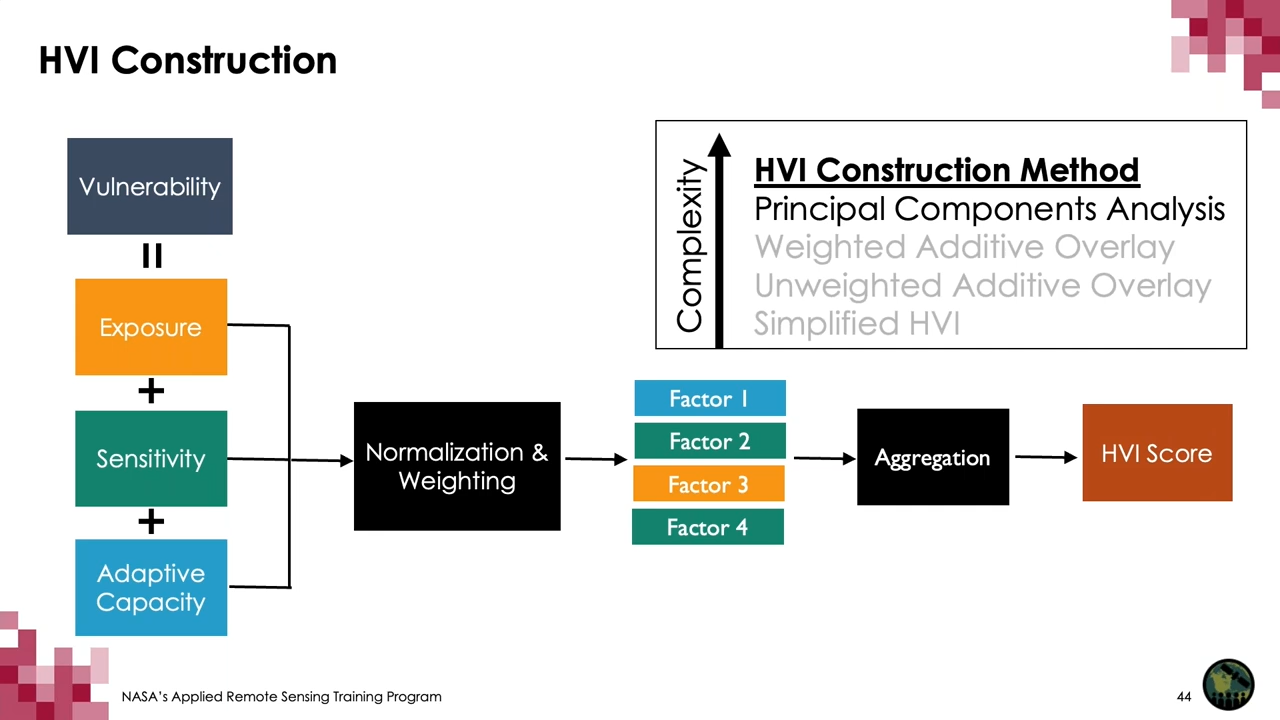 HVI Construction
Vulnerability
=
Exposure
+
Sensitivity
+
Adaptive
Capacity
Normalization &
Weighting
Complexity
HVI Construction Method
Principal Components Analysis
Weighted Additive Overlay
Unweighted Additive Overlay
Simplified HVI
Factor 1
Factor 2
Factor 3
Factor 4
Aggregation
HVI Score
NASA's Applied Remote Sensing Training Program
44